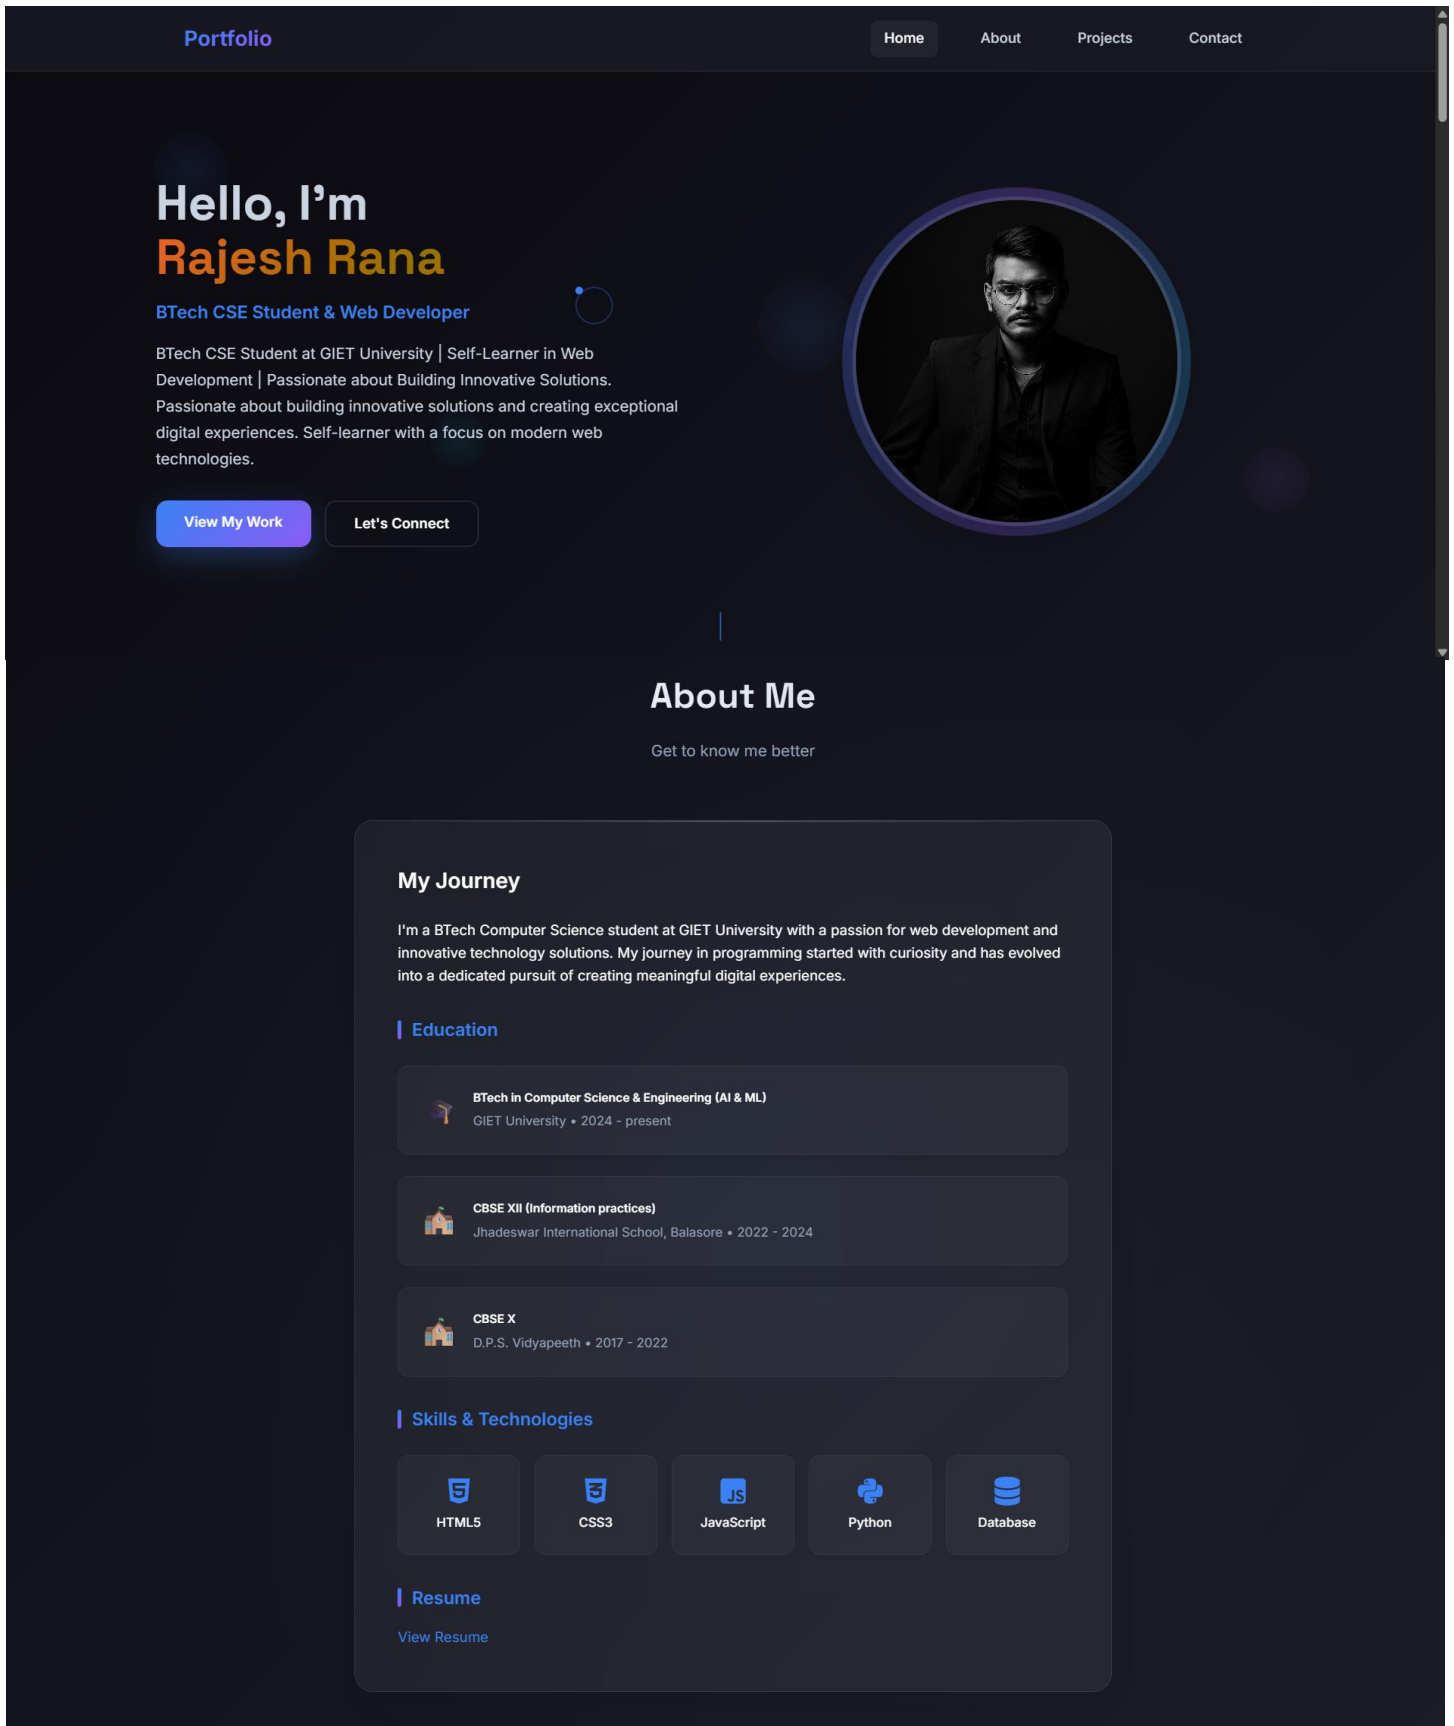 Portfolio
Home
About
Projects
Contact
Hello, I'm
Rajesh Rana
BTech CSE Student & Web Developer
BTech CSE Student at GIET University | Self-Learner in Web
Development | Passionate about Building Innovative Solutions.
Passionate about building innovative solutions and creating exceptional
digital experiences. Self-learner with a focus on modern web
technologies.
View My Work
Let's Connect
About Me
Get to know me better
My Journey
I'm a BTech Computer Science student at GIET University with a passion for web development and
innovative technology solutions. My journey in programming started with curiosity and has evolved
into a dedicated pursuit of creating meaningful digital experiences.
Education
BTech in Computer Science & Engineering (AI & ML)
GIET University • 2024 - present
CBSE XII (Information practices)
Jhadeswar International School, Balasore • 2022 - 2024
CBSE X
D.P.S. Vidyapeeth • 2017 - 2022
Skills & Technologies
JS
HTML5
CSS3
JavaScript
Python
Database
Resume
View Resume